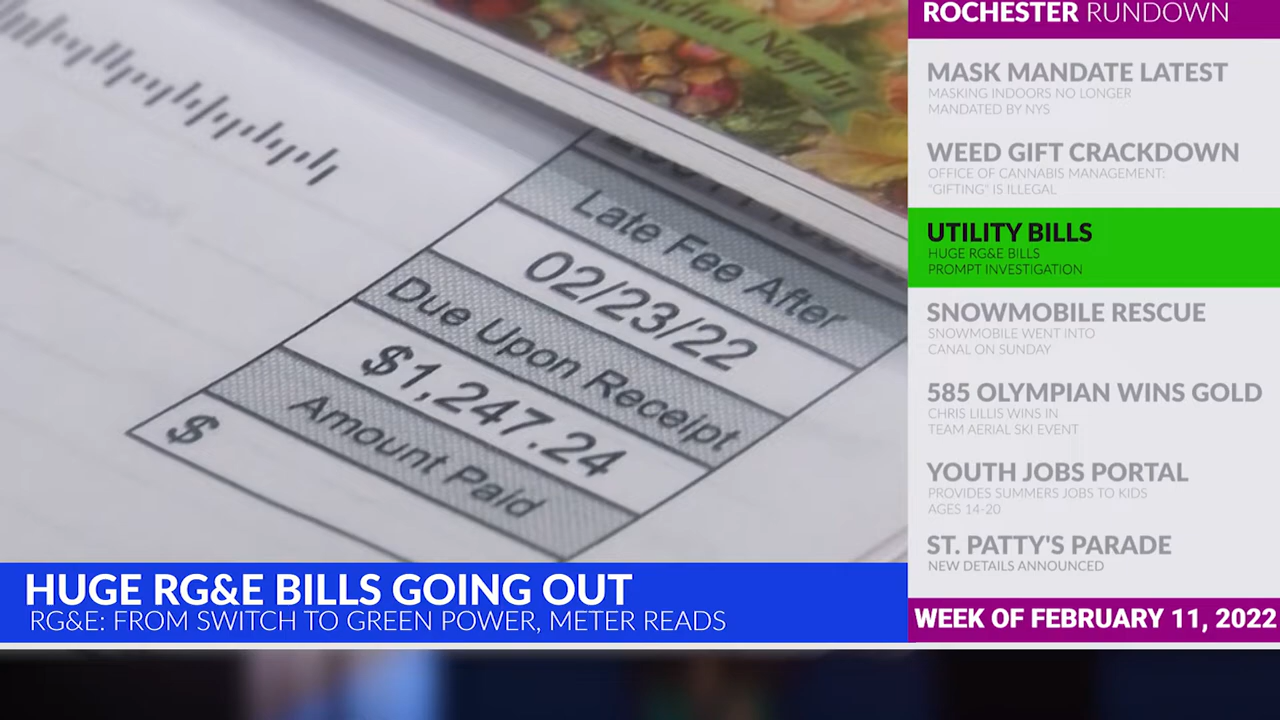 Rachal Negrin
Late Fee After
02/23/22
Due Upon Receipt
$1,247.24
Amount Paid
$
HUGE RG&E BILLS GOING OUT
RG&E: FROM SWITCH TO GREEN POWER, METER READS
ROCHESTER RUNDOWN
MASK MANDATE LATEST
MASKING INDOORS NO LONGER
MANDATED BY NYS
WEED GIFT CRACKDOWN
OFFICE OF CANNABIS MANAGEMENT:
"GIFTING" IS ILLEGAL
UTILITY BILLS
HUGE RG&E BILLS
PROMPT INVESTIGATION
SNOWMOBILE RESCUE
SNOWMOBILE WENT INTO
CANAL ON SUNDAY
585 OLYMPIAN WINS GOLD
CHRIS LILLIS WINS IN
TEAM AERIAL SKI EVENT
YOUTH JOBS PORTAL
PROVIDES SUMMERS JOBS TO KIDS
AGES 14-20
ST. PATTY'S PARADE
NEW DETAILS ANNOUNCED
WEEK OF FEBRUARY 11, 2022